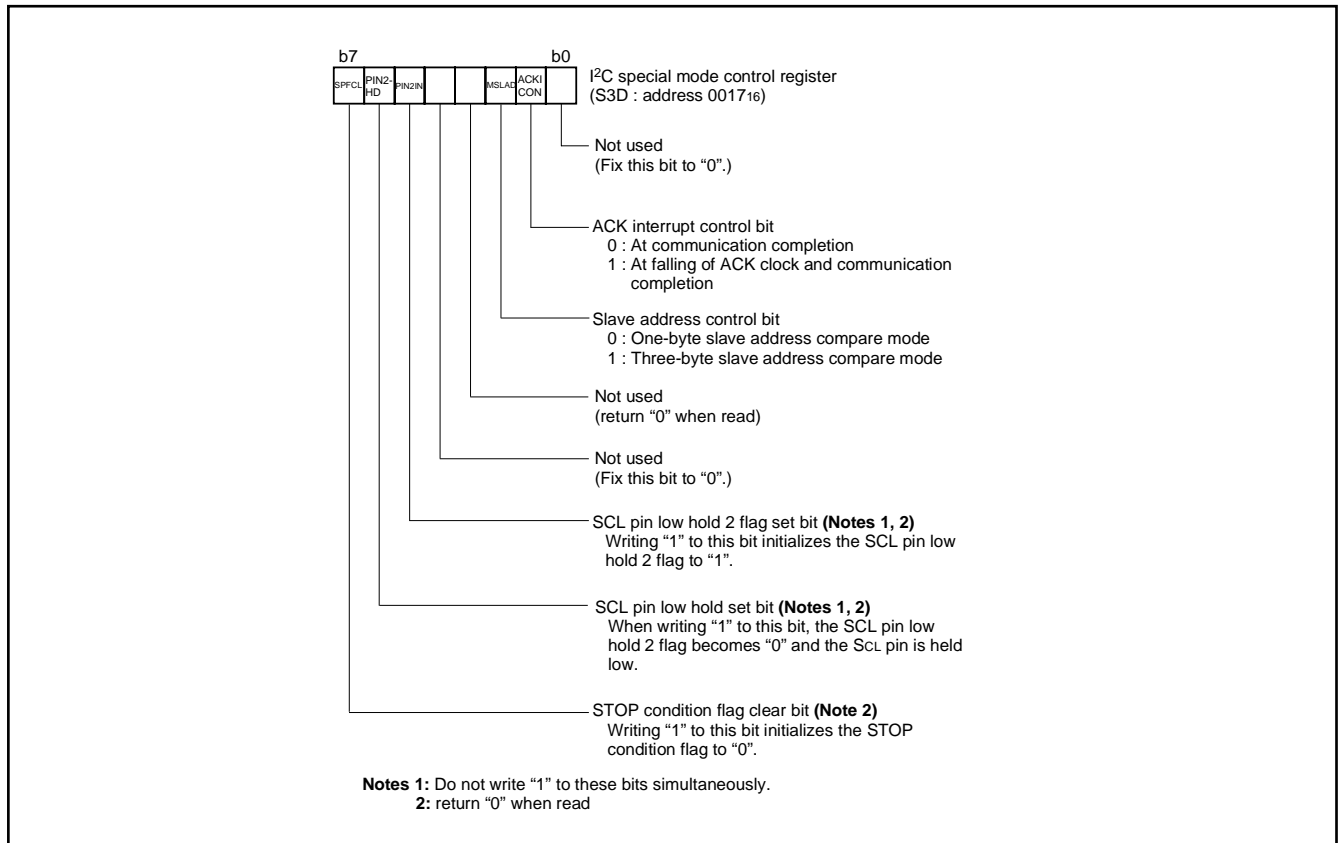 b7 b0
SPFCL PIN2-HD PIN2IN MSLAD ACKI CON
I2C special mode control register
(S3D : address 001716)
Not used
(Fix this bit to “0”.)
ACK interrupt control bit
0 : At communication completion
1 : At falling of ACK clock and communication
completion
Slave address control bit
0 : One-byte slave address compare mode
1 : Three-byte slave address compare mode
Not used
(return “0” when read)
Not used
(Fix this bit to “0”.)
SCL pin low hold 2 flag set bit (Notes 1, 2)
Writing “1” to this bit initializes the SCL pin low
hold 2 flag to “1”.
SCL pin low hold set bit (Notes 1, 2)
When writing “1” to this bit, the SCL pin low
hold 2 flag becomes “0” and the SCL pin is held
low.
STOP condition flag clear bit (Note 2)
Writing “1” to this bit initializes the STOP
condition flag to “0”.
Notes 1: Do not write “1” to these bits simultaneously.
2: return “0” when read